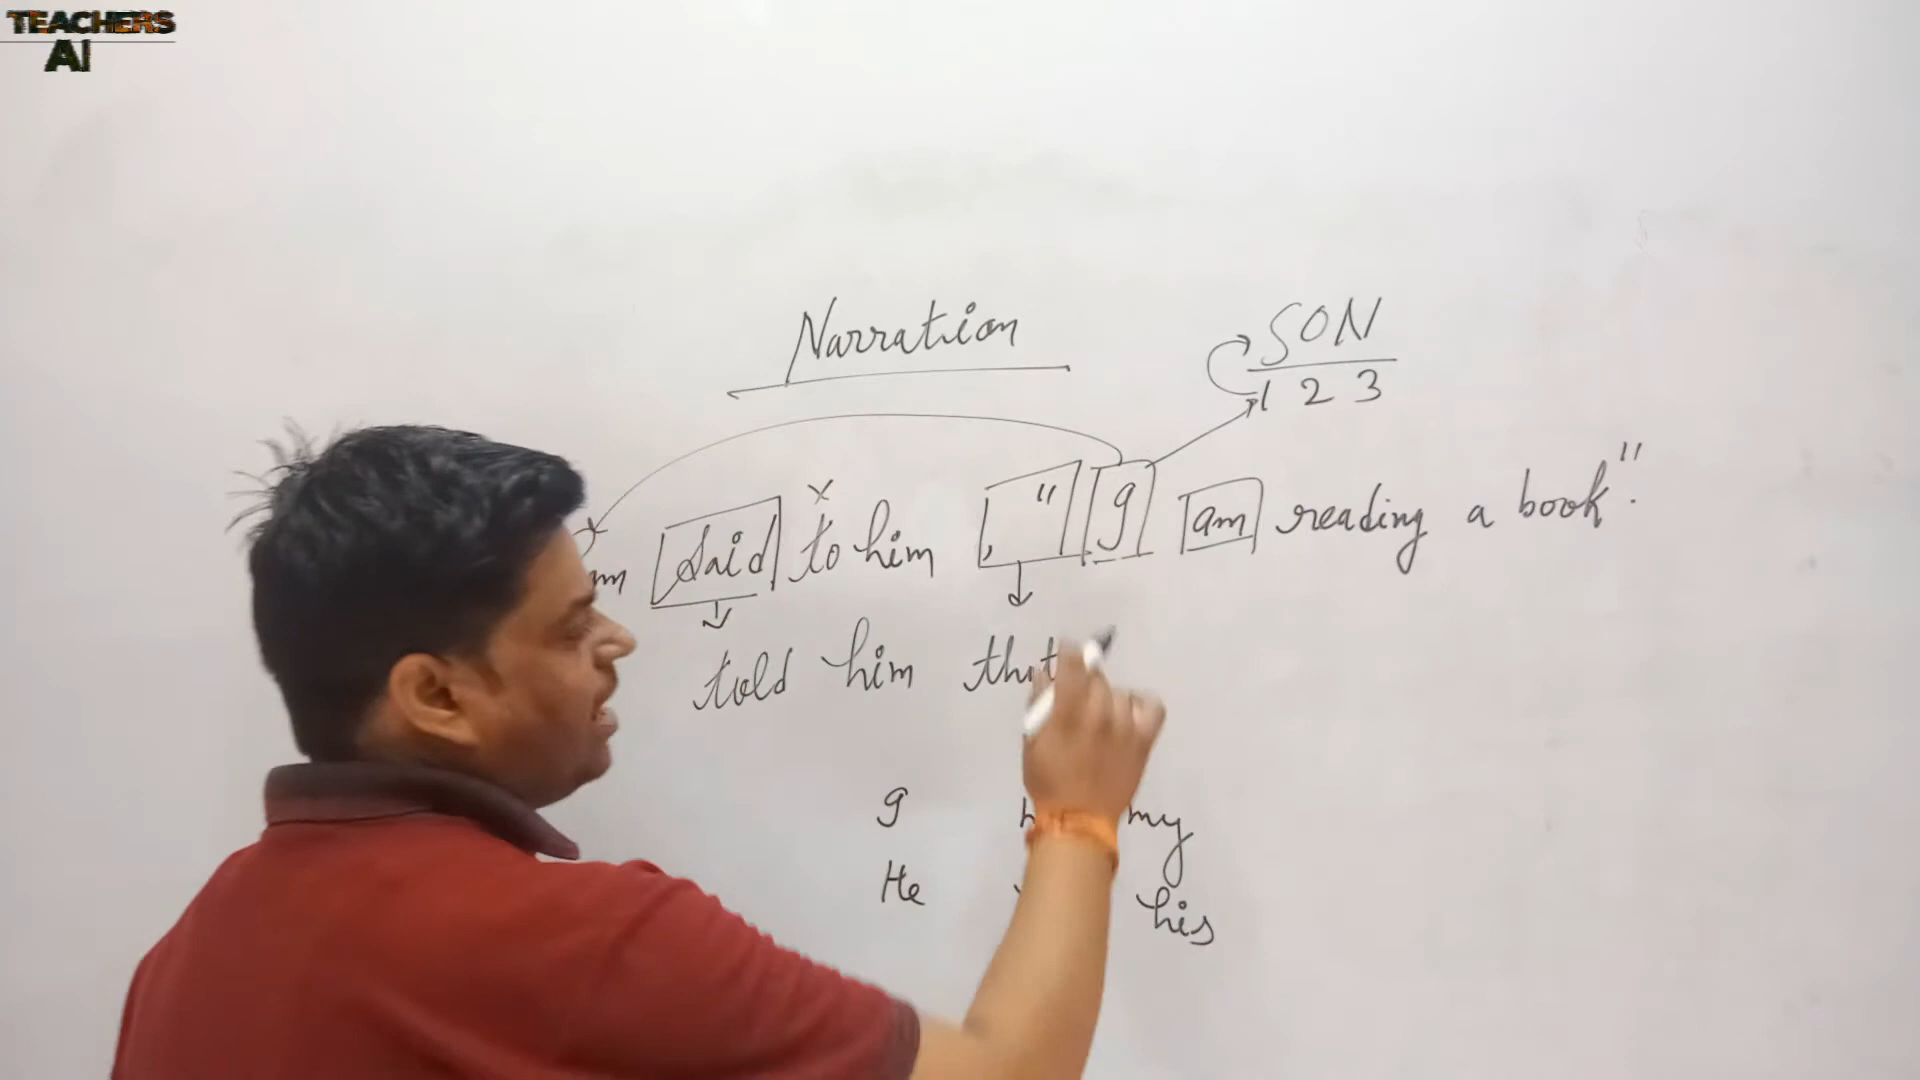 TEACHERS
AI
Narration
SON
1 2 3
said to him , " I am reading a book".
told him that
I my
He his